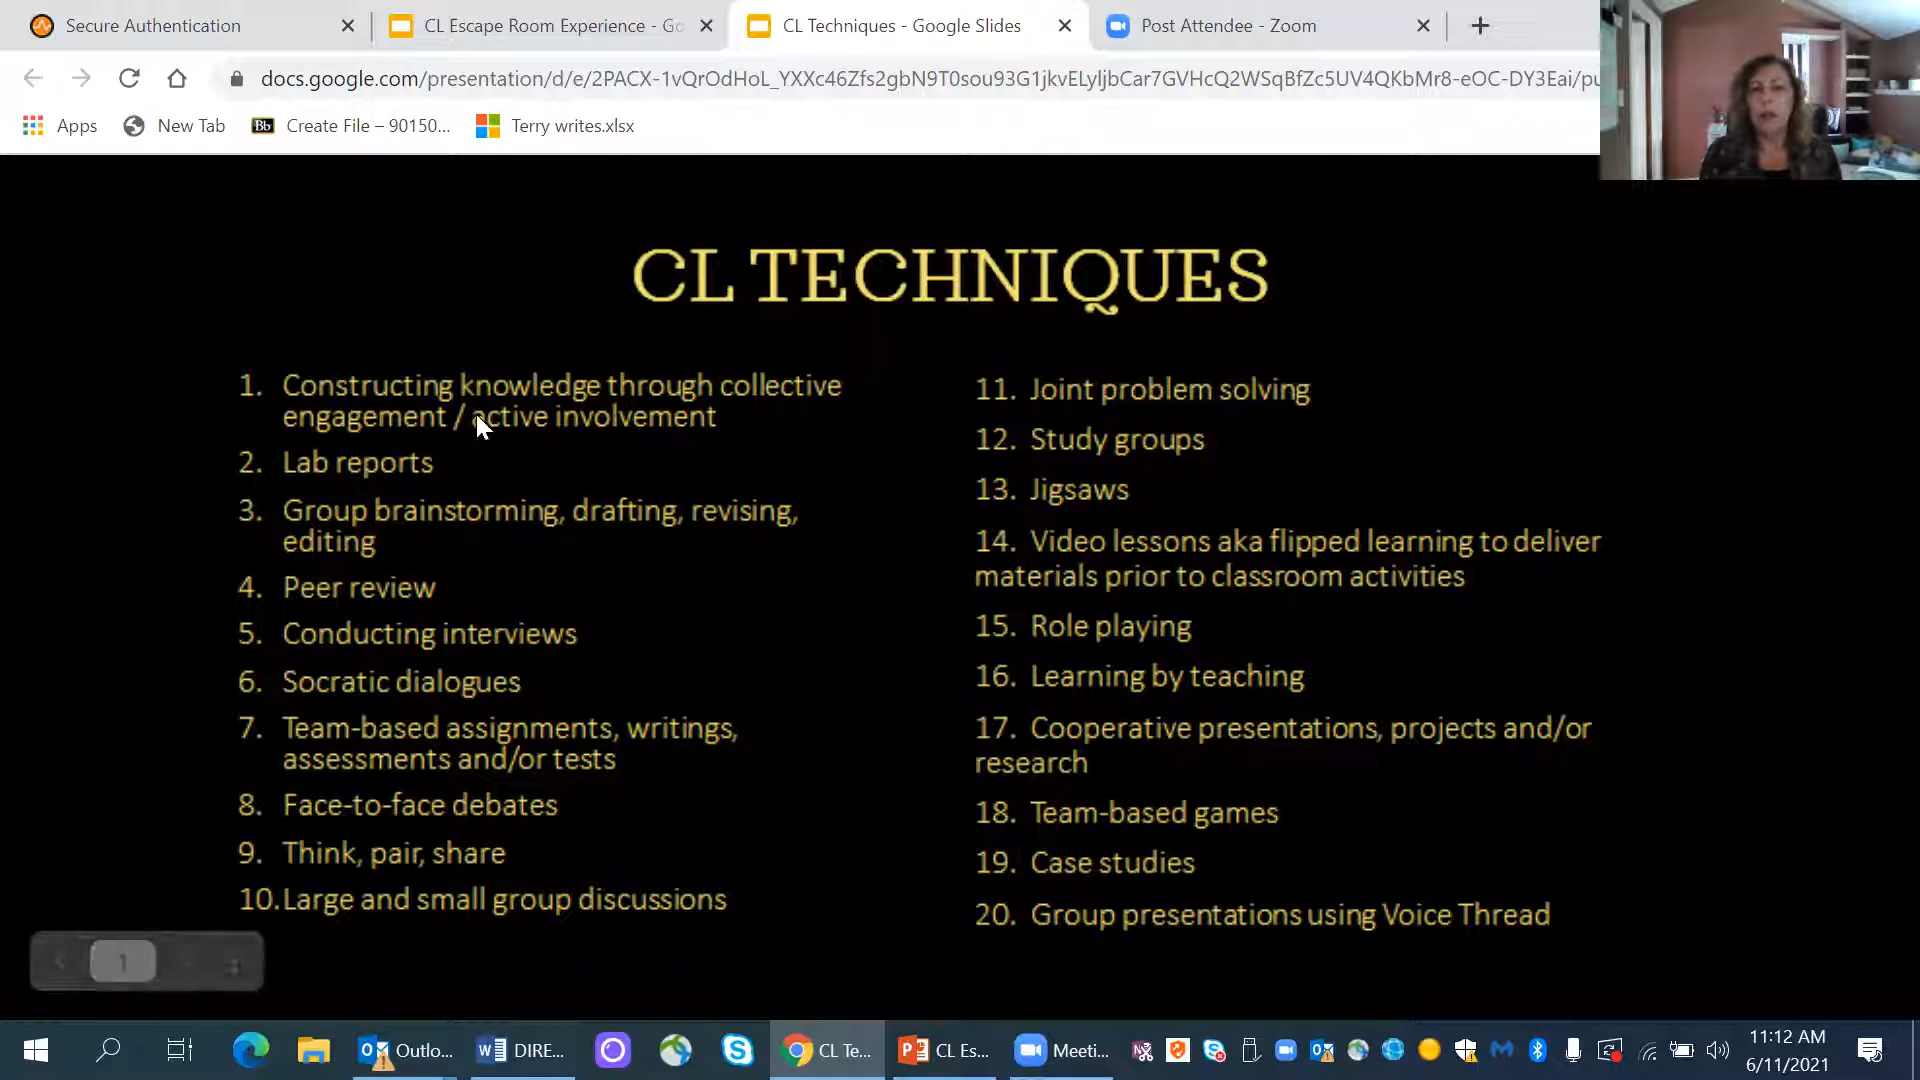 Secure Authentication
CL Escape Room Experience - Go
CL Techniques - Google Slides
Post Attendee - Zoom
docs.google.com/presentation/d/e/2PACX-1vQrOdHoL_YXXc46Zfs2gbN9T0sou93G1jkvELyljbCar7GVHcQ2WSqBfZc5UV4QKbMr8-eOC-DY3Eai/pu
Apps
New Tab
Bb
Create File – 90150...
Terry writes.xlsx
CL TECHNIQUES
1. Constructing knowledge through collective
engagement / active involvement
2. Lab reports
3. Group brainstorming, drafting, revising,
editing
4. Peer review
5. Conducting interviews
6. Socratic dialogues
7. Team-based assignments, writings,
assessments and/or tests
8. Face-to-face debates
9. Think, pair, share
10. Large and small group discussions
11. Joint problem solving
12. Study groups
13. Jigsaws
14. Video lessons aka flipped learning to deliver
materials prior to classroom activities
15. Role playing
16. Learning by teaching
17. Cooperative presentations, projects and/or
research
18. Team-based games
19. Case studies
20. Group presentations using Voice Thread
1
Outlo...
DIRE...
CL Te...
CL Es...
Meeti...
11:12 AM
6/11/2021